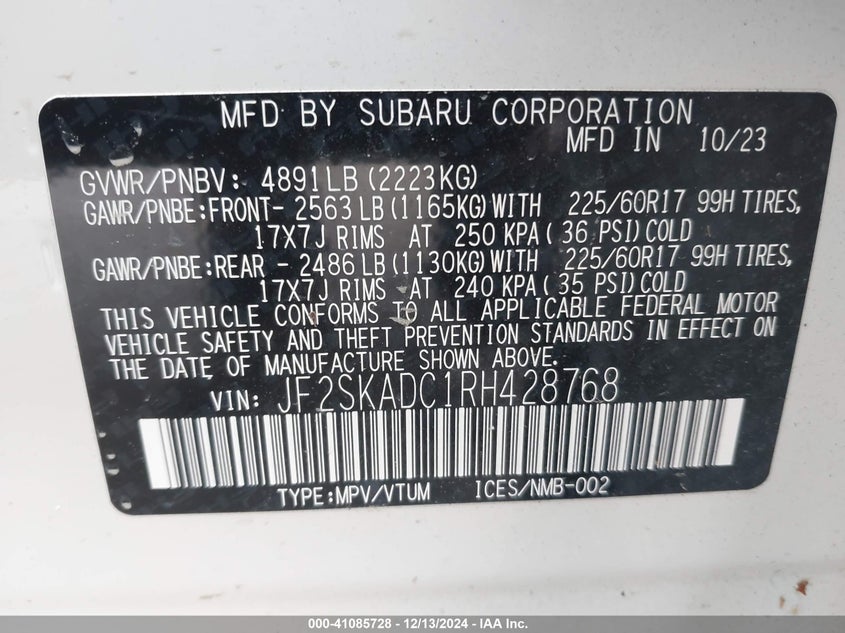 MFD BY SUBARU CORPORATION
MFD IN 10/23
GVWR/PNBV: 4891LB (2223KG)
GAWR/PNBE:FRONT- 2563 LB (1165KG) WITH 225/60R17 99H TIRES,
17X7J RIMS AT 250 KPA ( 36 PSI) COLD
GAWR/PNBE:REAR - 2486 LB (1130KG) WITH 225/60R17 99H TIRES,
17X7J RIMS AT 240 KPA ( 35 PSI) COLD
THIS VEHICLE CONFORMS TO ALL APPLICABLE FEDERAL MOTOR
VEHICLE SAFETY AND THEFT PREVENTION STANDARDS IN EFFECT ON
THE DATE OF MANUFACTURE SHOWN ABOVE.
VIN: JF2SKADC1RH428768
TYPE:MPV/VTUM ICES/NMB-002
000-41085728 - 12/13/2024 - IAA Inc.